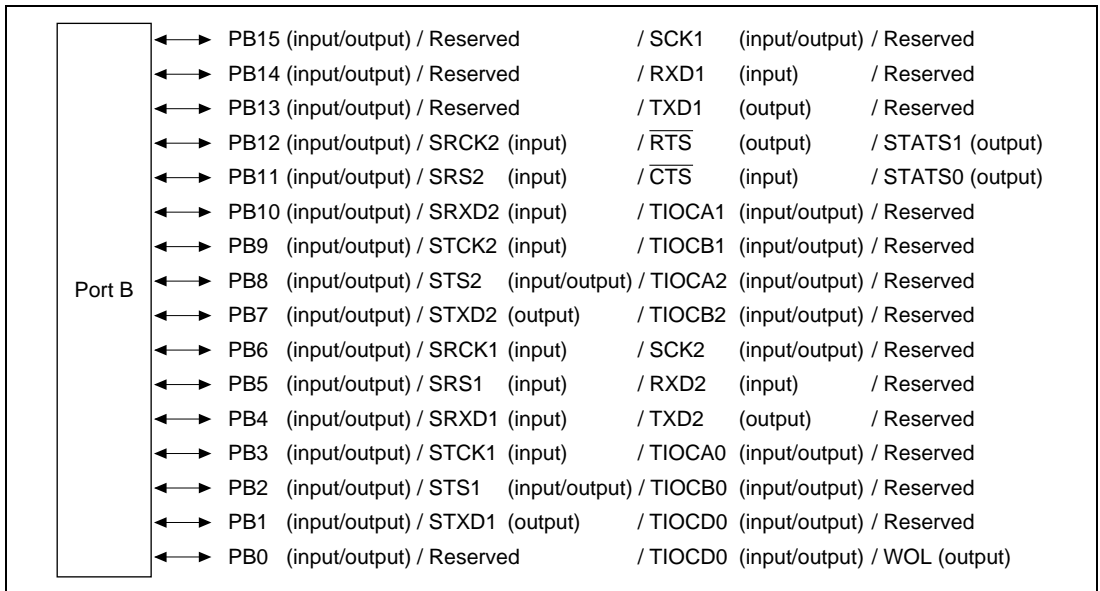 PB15 (input/output) / Reserved / SCK1 (input/output) / Reserved
PB14 (input/output) / Reserved / RXD1 (input) / Reserved
PB13 (input/output) / Reserved / TXD1 (output) / Reserved
PB12 (input/output) / SRCK2 (input) / R̅T̅S̅ (output) / STATS1 (output)
PB11 (input/output) / SRS2 (input) / C̅T̅S̅ (input) / STATS0 (output)
PB10 (input/output) / SRXD2 (input) / TIOCA1 (input/output) / Reserved
PB9 (input/output) / STCK2 (input) / TIOCB1 (input/output) / Reserved
Port B
PB8 (input/output) / STS2 (input/output) / TIOCA2 (input/output) / Reserved
PB7 (input/output) / STXD2 (output) / TIOCB2 (input/output) / Reserved
PB6 (input/output) / SRCK1 (input) / SCK2 (input/output) / Reserved
PB5 (input/output) / SRS1 (input) / RXD2 (input) / Reserved
PB4 (input/output) / SRXD1 (input) / TXD2 (output) / Reserved
PB3 (input/output) / STCK1 (input) / TIOCA0 (input/output) / Reserved
PB2 (input/output) / STS1 (input/output) / TIOCB0 (input/output) / Reserved
PB1 (input/output) / STXD1 (output) / TIOCD0 (input/output) / Reserved
PB0 (input/output) / Reserved / TIOCD0 (input/output) / WOL (output)